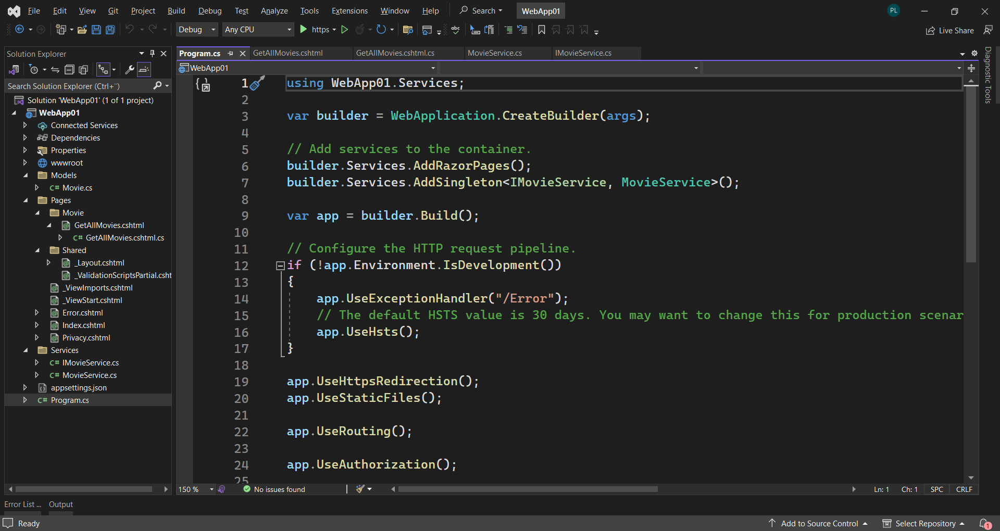 File Edit View Git Project Build Debug Test Analyze Tools Extensions Window Help Search WebApp01 PL
Debug Any CPU https abc Live Share
Solution Explorer
Search Solution Explorer (Ctrl+¨)
Solution 'WebApp01' (1 of 1 project)
WebApp01
Connected Services
Dependencies
Properties
wwwroot
Models
C# Movie.cs
Pages
Movie
GetAllMovies.cshtml
C# GetAllMovies.cshtml.cs
Shared
_Layout.cshtml
_ValidationScriptsPartial.csht
_ViewImports.cshtml
_ViewStart.cshtml
Error.cshtml
Index.cshtml
Privacy.cshtml
Services
C# IMovieService.cs
C# MovieService.cs
appsettings.json
C# Program.cs
Program.cs GetAllMovies.cshtml GetAllMovies.cshtml.cs MovieService.cs IMovieService.cs
WebApp01
1 using WebApp01.Services;
2
3 var builder = WebApplication.CreateBuilder(args);
4
5 // Add services to the container.
6 builder.Services.AddRazorPages();
7 builder.Services.AddSingleton<IMovieService, MovieService>();
8
9 var app = builder.Build();
10
11 // Configure the HTTP request pipeline.
12 if (!app.Environment.IsDevelopment())
13 {
14 app.UseExceptionHandler("/Error");
15 // The default HSTS value is 30 days. You may want to change this for production scenar
16 app.UseHsts();
17 }
18
19 app.UseHttpsRedirection();
20 app.UseStaticFiles();
21
22 app.UseRouting();
23
24 app.UseAuthorization();
25
Diagnostic Tools
150 % No issues found Ln: 1 Ch: 1 SPC CRLF
Error List ... Output
Ready Add to Source Control Select Repository 1